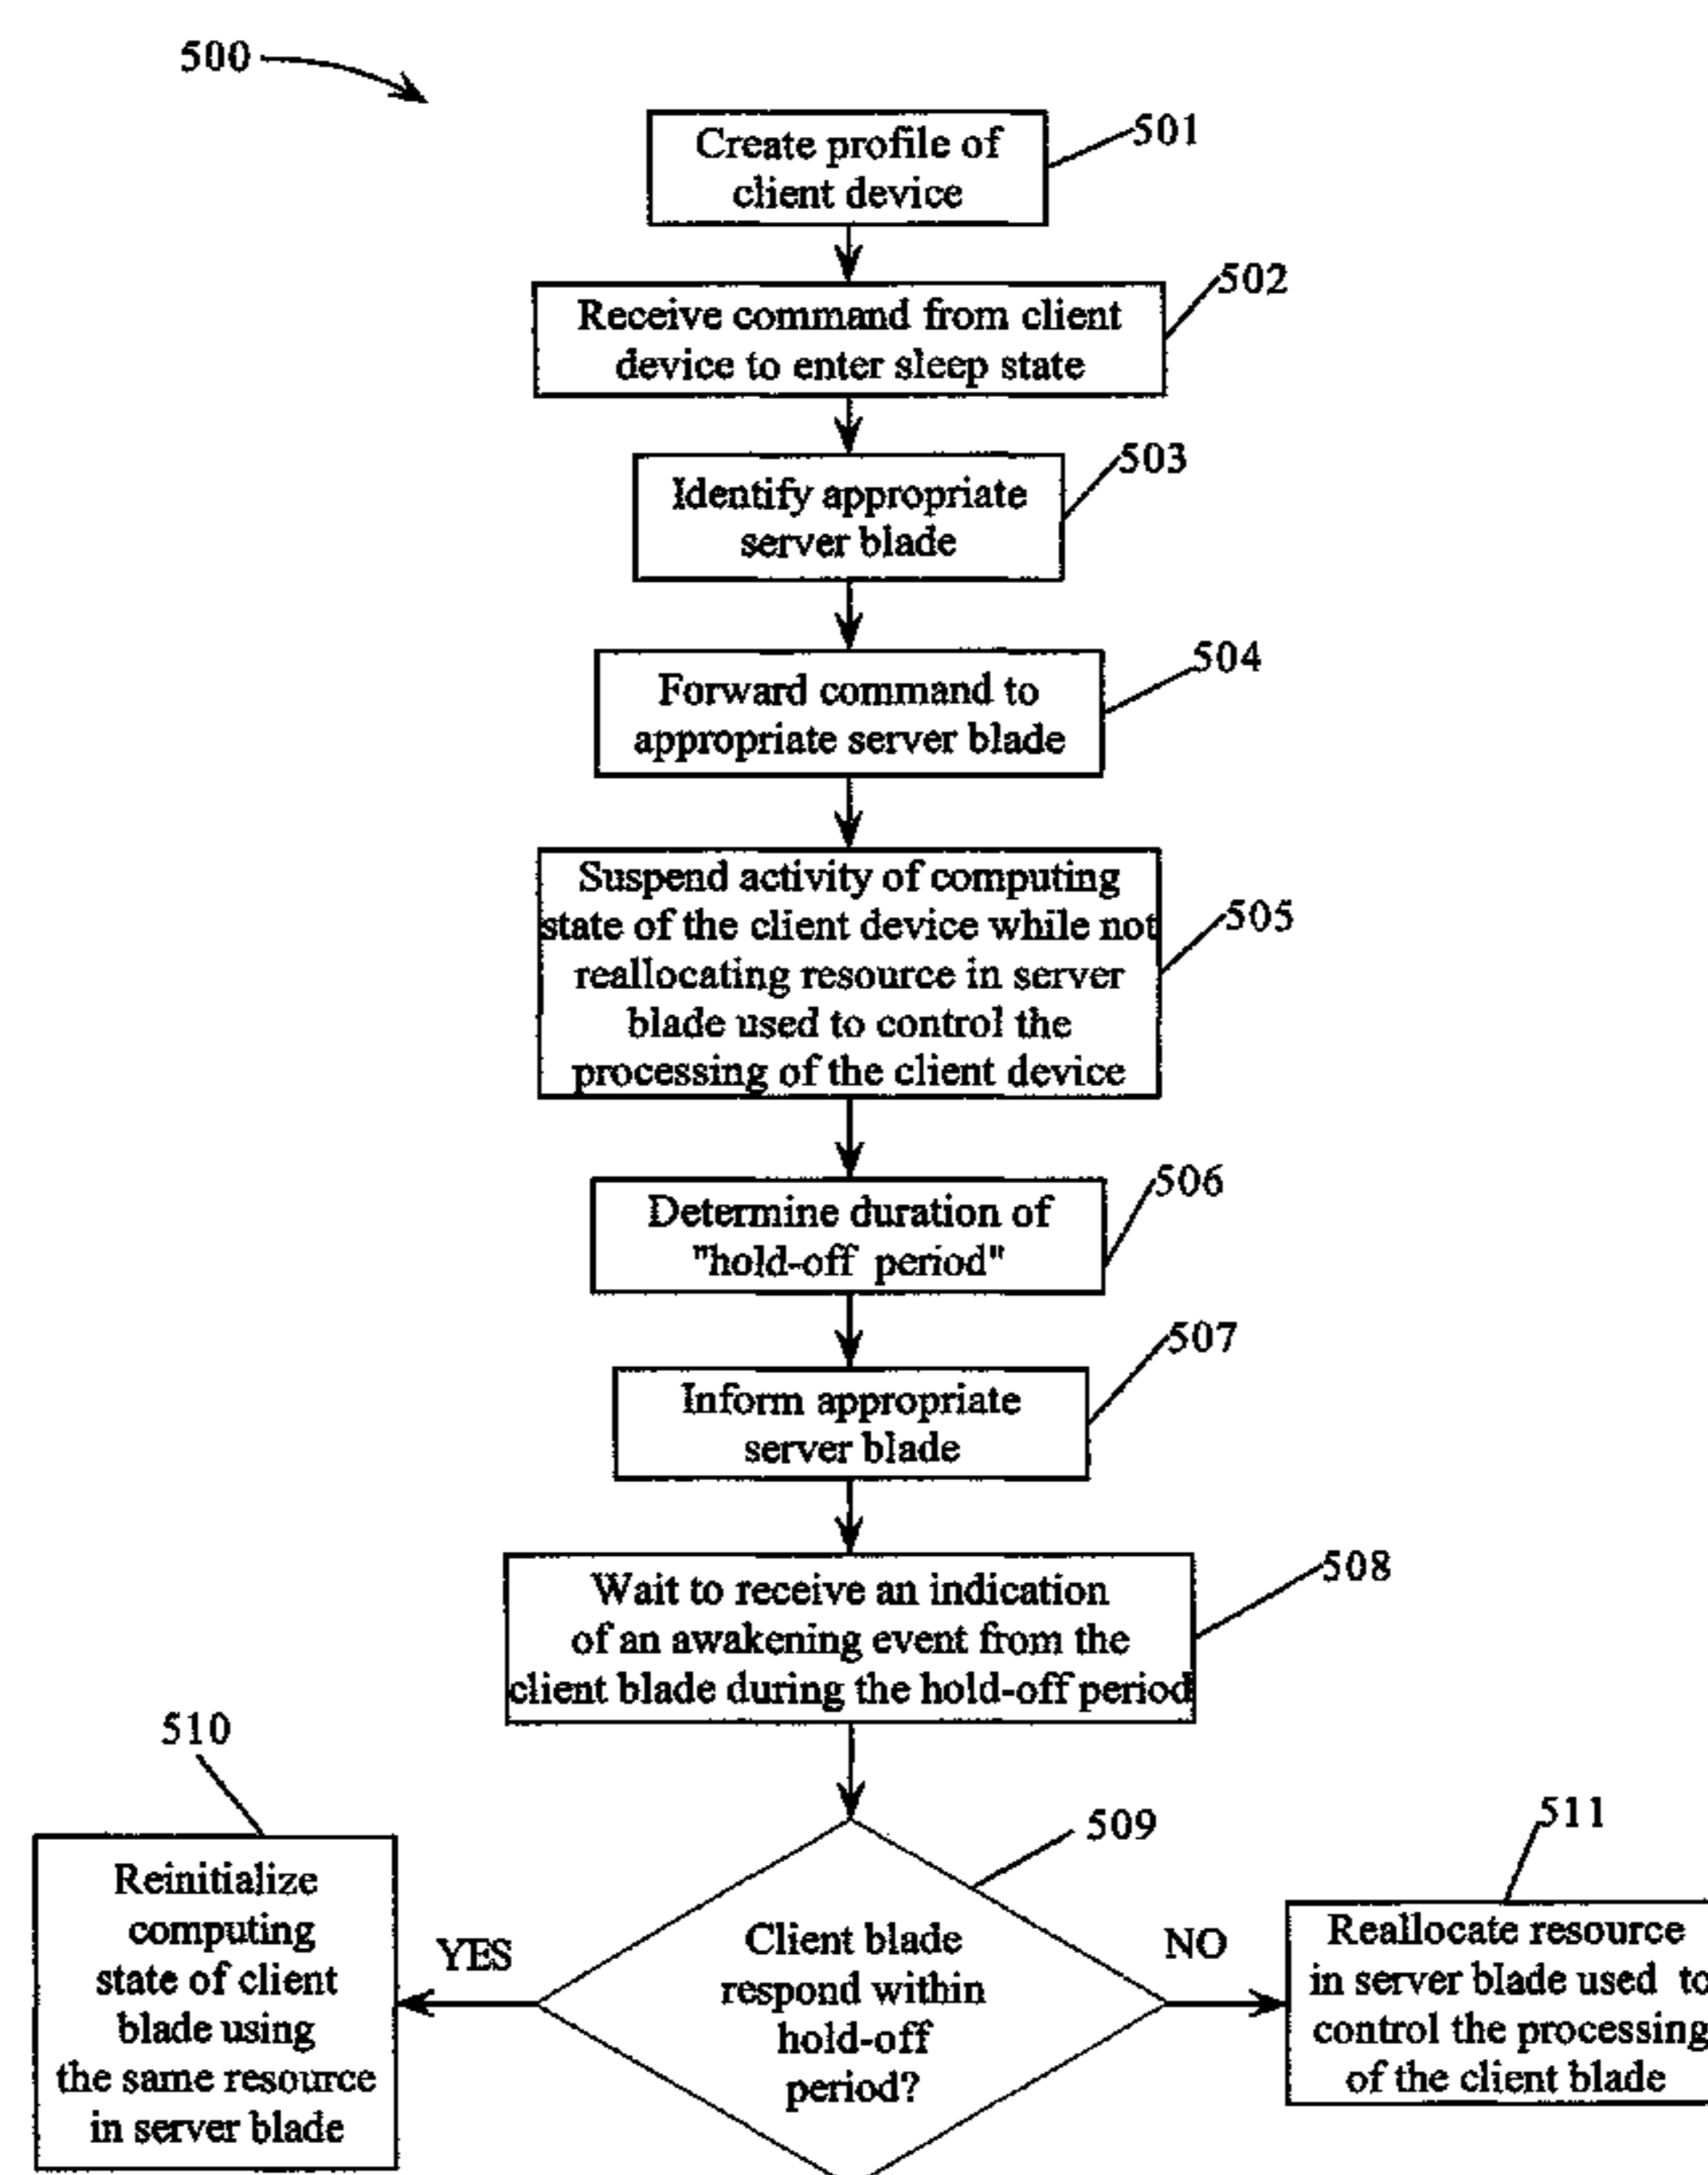 500
Create profile of
client device
501
Receive command from client
device to enter sleep state
502
Identify appropriate
server blade
503
Forward command to
appropriate server blade
504
Suspend activity of computing
state of the client device while not
reallocating resource in server
blade used to control the
processing of the client device
505
Determine duration of
"hold-off period"
506
Inform appropriate
server blade
507
Wait to receive an indication
of an awakening event from the
client blade during the hold-off period
508
509
Client blade
respond within
hold-off
period?
YES
510
Reinitialize
computing
state of client
blade using
the same resource
in server blade
NO
511
Reallocate resource
in server blade used to
control the processing
of the client blade